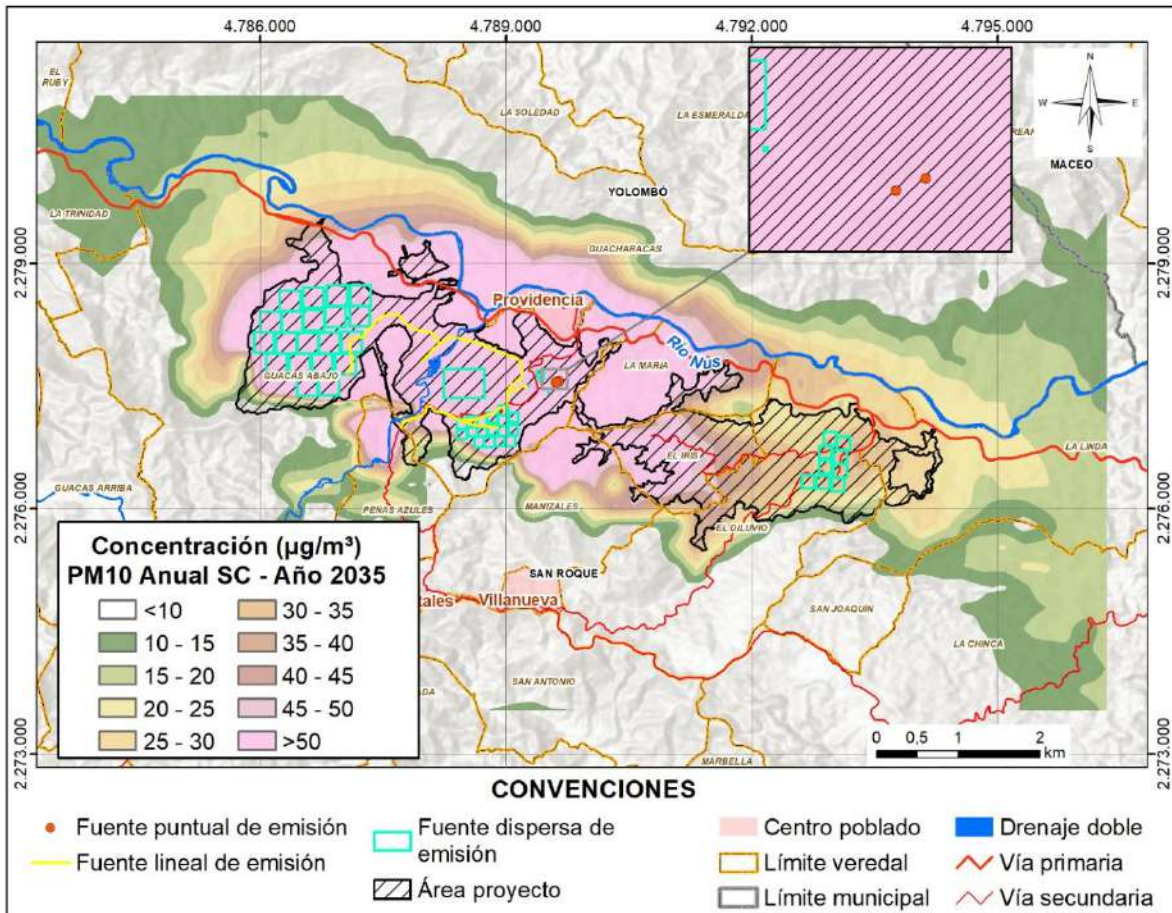 4.786.000 4.789.000 4.792.000 4.795.000
2.279.000
2.276.000
2.273.000
2.279.000
2.276.000
2.273.000
N
W E
S
EL
RUBY
LA SOLEDAD
LA ESMERALDA
MACEO
YOLOMBÓ
LA TRINIDAD
GUACHARACAS
Providencia
Río Nus
LA MARIA
GUACAS ABAJO
LA LINDA
EL IRIS
GUACAS ARRIBA
PEÑAS AZULES
MANIZALES
EL DILUVIO
SAN ROQUE
Villanueva
SAN JOAQUIN
LA CHINCA
SAN ANTONIO
MARBELLA
Concentración (µg/m³)
PM10 Anual SC - Año 2035
<10 30 - 35
10 - 15 35 - 40
15 - 20 40 - 45
20 - 25 45 - 50
25 - 30 >50
0 0,5 1 2
km
CONVENCIONES
Fuente puntual de emisión
Fuente lineal de emisión
Fuente dispersa de
emisión
Área proyecto
Centro poblado
Límite veredal
Límite municipal
Drenaje doble
Vía primaria
Vía secundaria